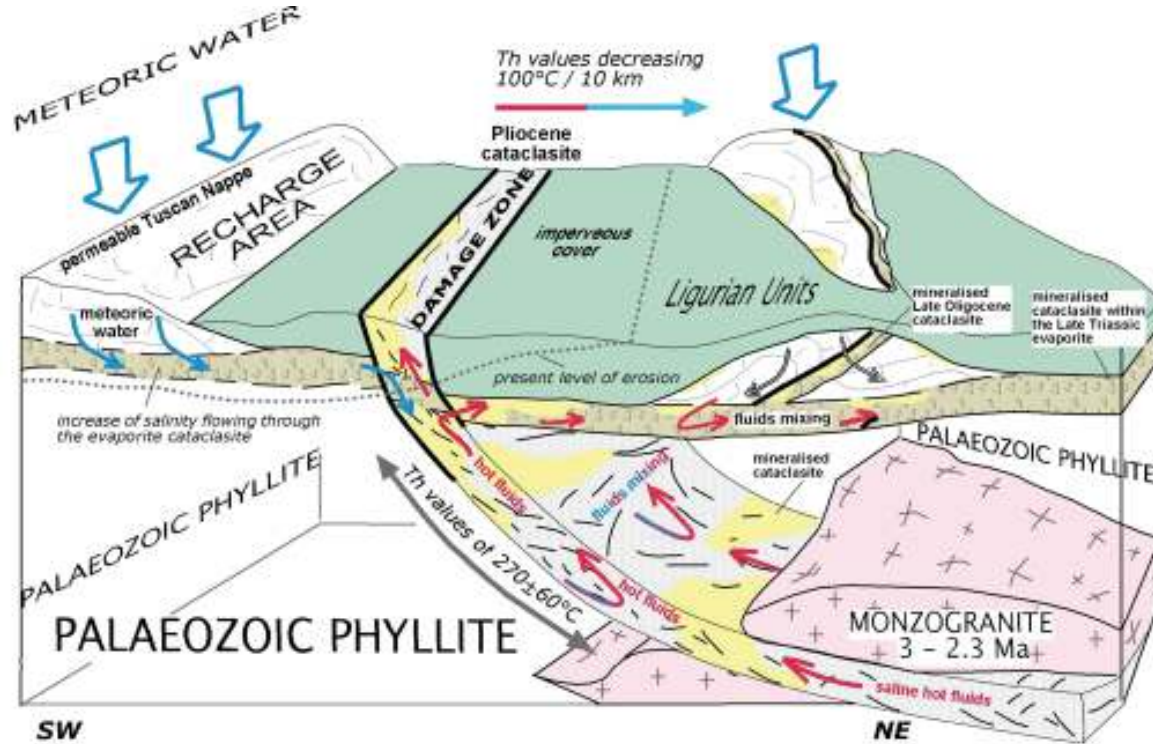 METEORIC WATER
Th values decreasing
100°C / 10 km
Pliocene
cataclasite
permeable Tuscan Nappe
RECHARGE
AREA
DAMAGE ZONE
imperveous
cover
Ligurian Units
meteoric
water
mineralised
Late Oligocene
cataclasite
mineralised
cataclasite within
the Late Triassic
evaporite
present level of erosion
increase of salinity flowing through
the evaporite cataclasite
fluids mixing
PALAEOZOIC PHYLLITE
mineralised
cataclasite
hot fluids
fluids mixing
Th values of 270±60°C
PALAEOZOIC PHYLLITE
hot fluids
PALAEOZOIC PHYLLITE
MONZOGRANITE
3 – 2.3 Ma
saline hot fluids
SW
NE